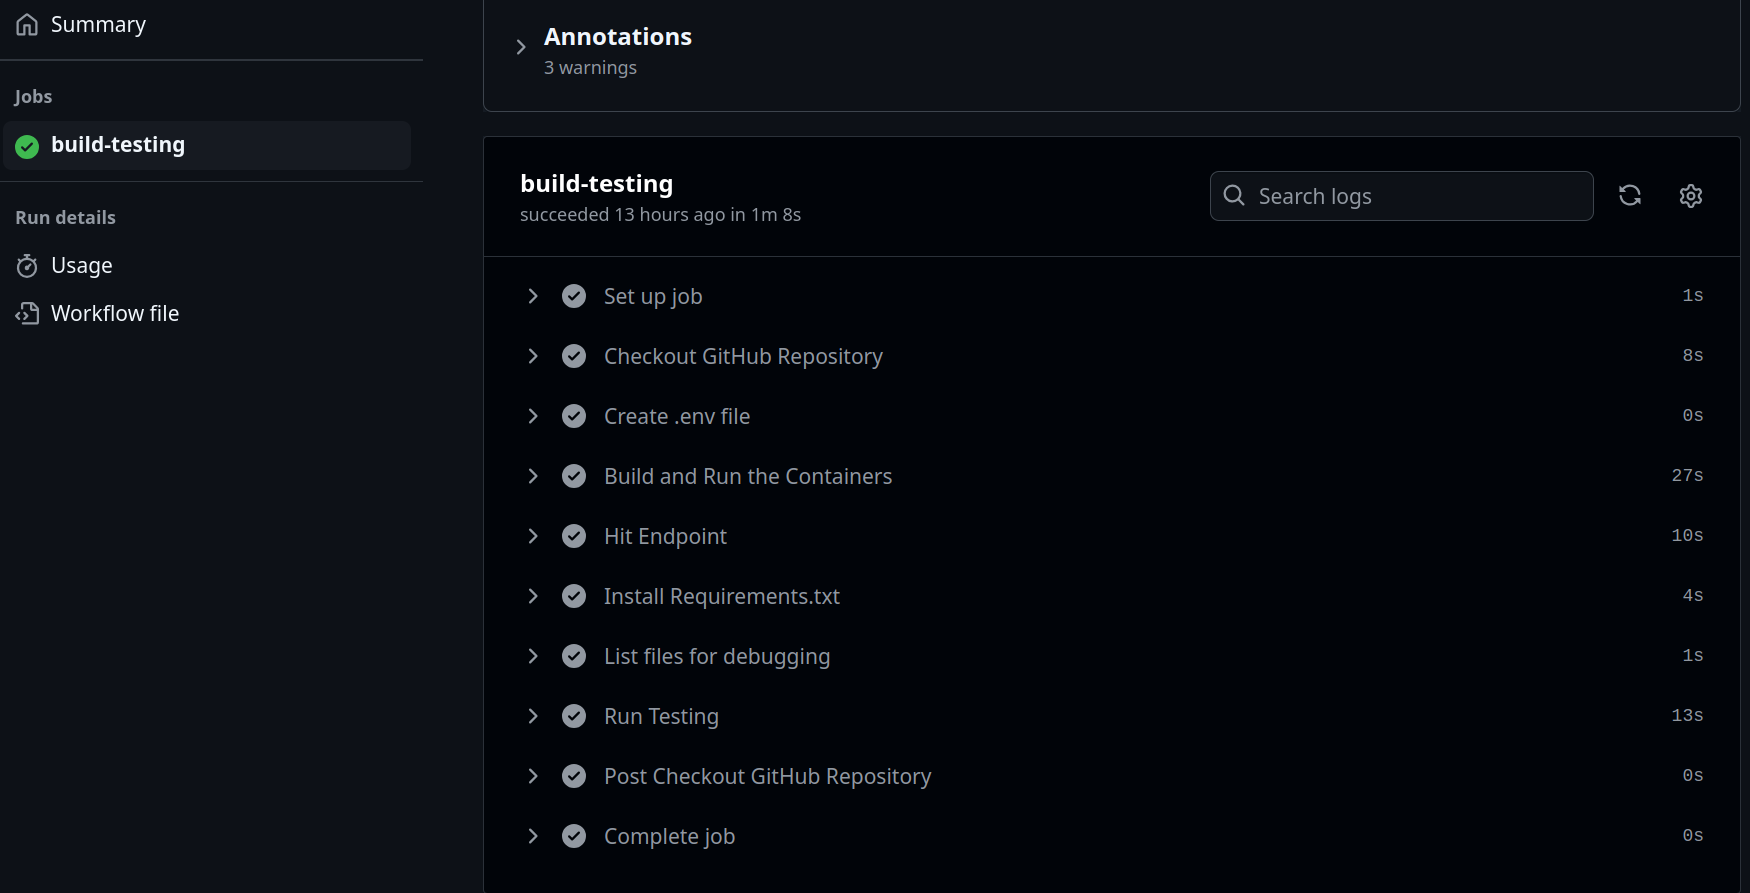 Summary
Jobs
build-testing
Run details
Usage
Workflow file
Annotations
3 warnings
build-testing
succeeded 13 hours ago in 1m 8s
Search logs
Set up job 1s
Checkout GitHub Repository 8s
Create .env file 0s
Build and Run the Containers 27s
Hit Endpoint 10s
Install Requirements.txt 4s
List files for debugging 1s
Run Testing 13s
Post Checkout GitHub Repository 0s
Complete job 0s